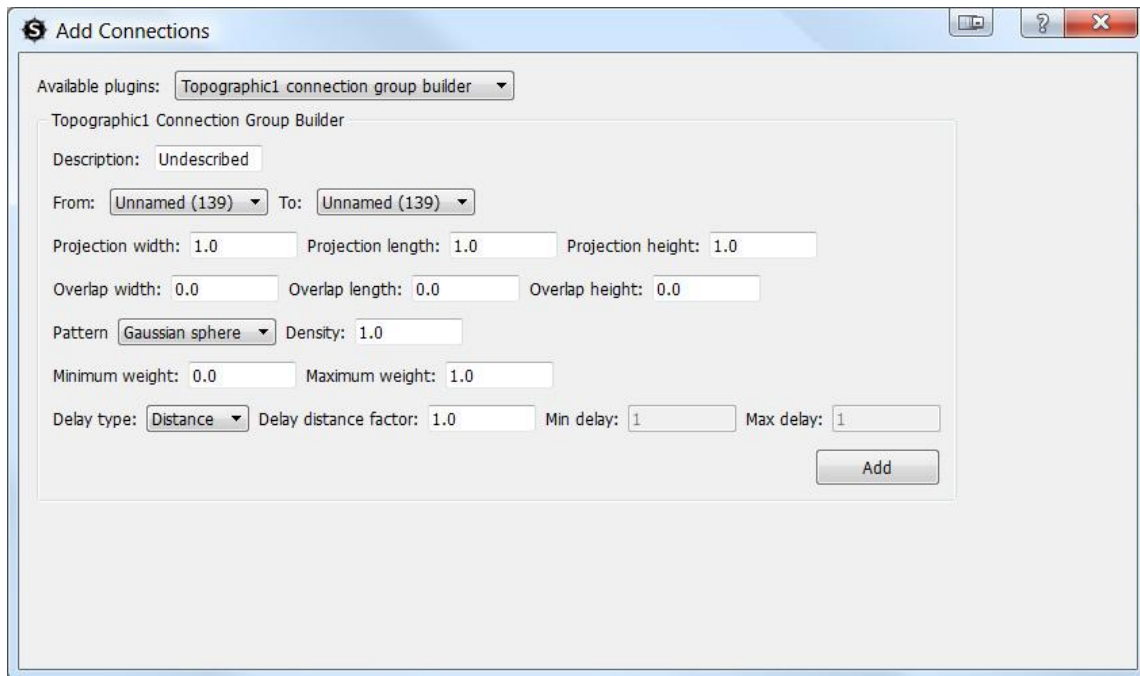 S Add Connections ?
Available plugins: Topographic1 connection group builder
Topographic1 Connection Group Builder
Description: Undescribed
From: Unnamed (139) To: Unnamed (139)
Projection width: 1.0 Projection length: 1.0 Projection height: 1.0
Overlap width: 0.0 Overlap length: 0.0 Overlap height: 0.0
Pattern Gaussian sphere Density: 1.0
Minimum weight: 0.0 Maximum weight: 1.0
Delay type: Distance Delay distance factor: 1.0 Min delay: 1 Max delay: 1
Add